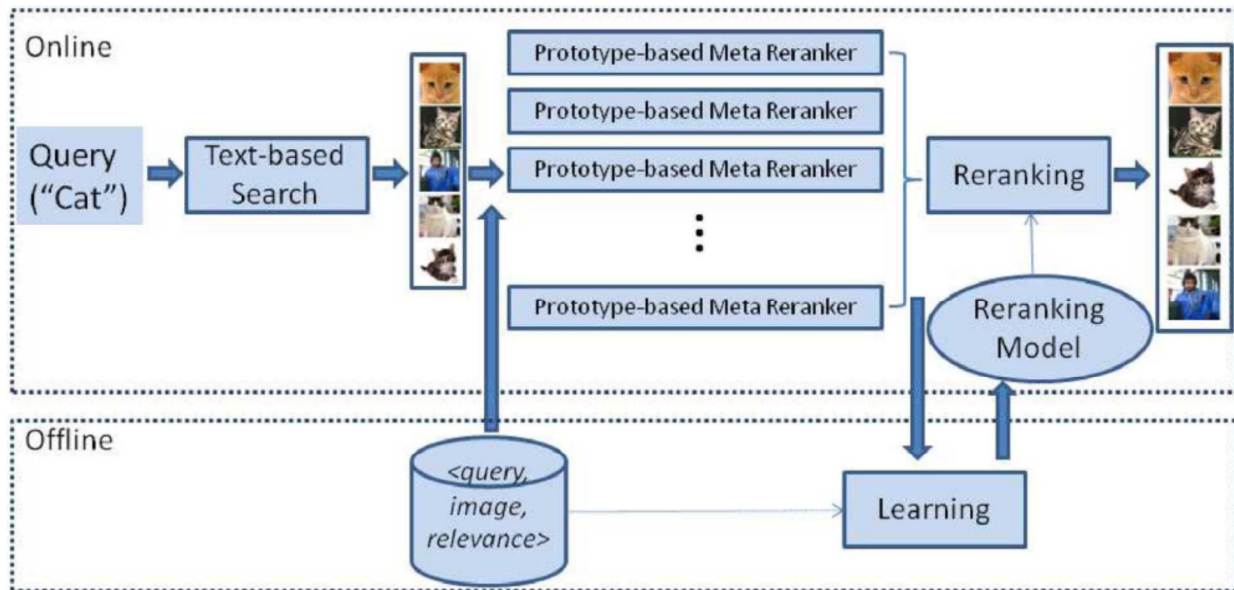 Online
Query
("Cat")
Text-based
Search
Prototype-based Meta Reranker
Prototype-based Meta Reranker
Prototype-based Meta Reranker
Prototype-based Meta Reranker
Reranking
Reranking
Model
Offline
<query,
image,
relevance>
Learning